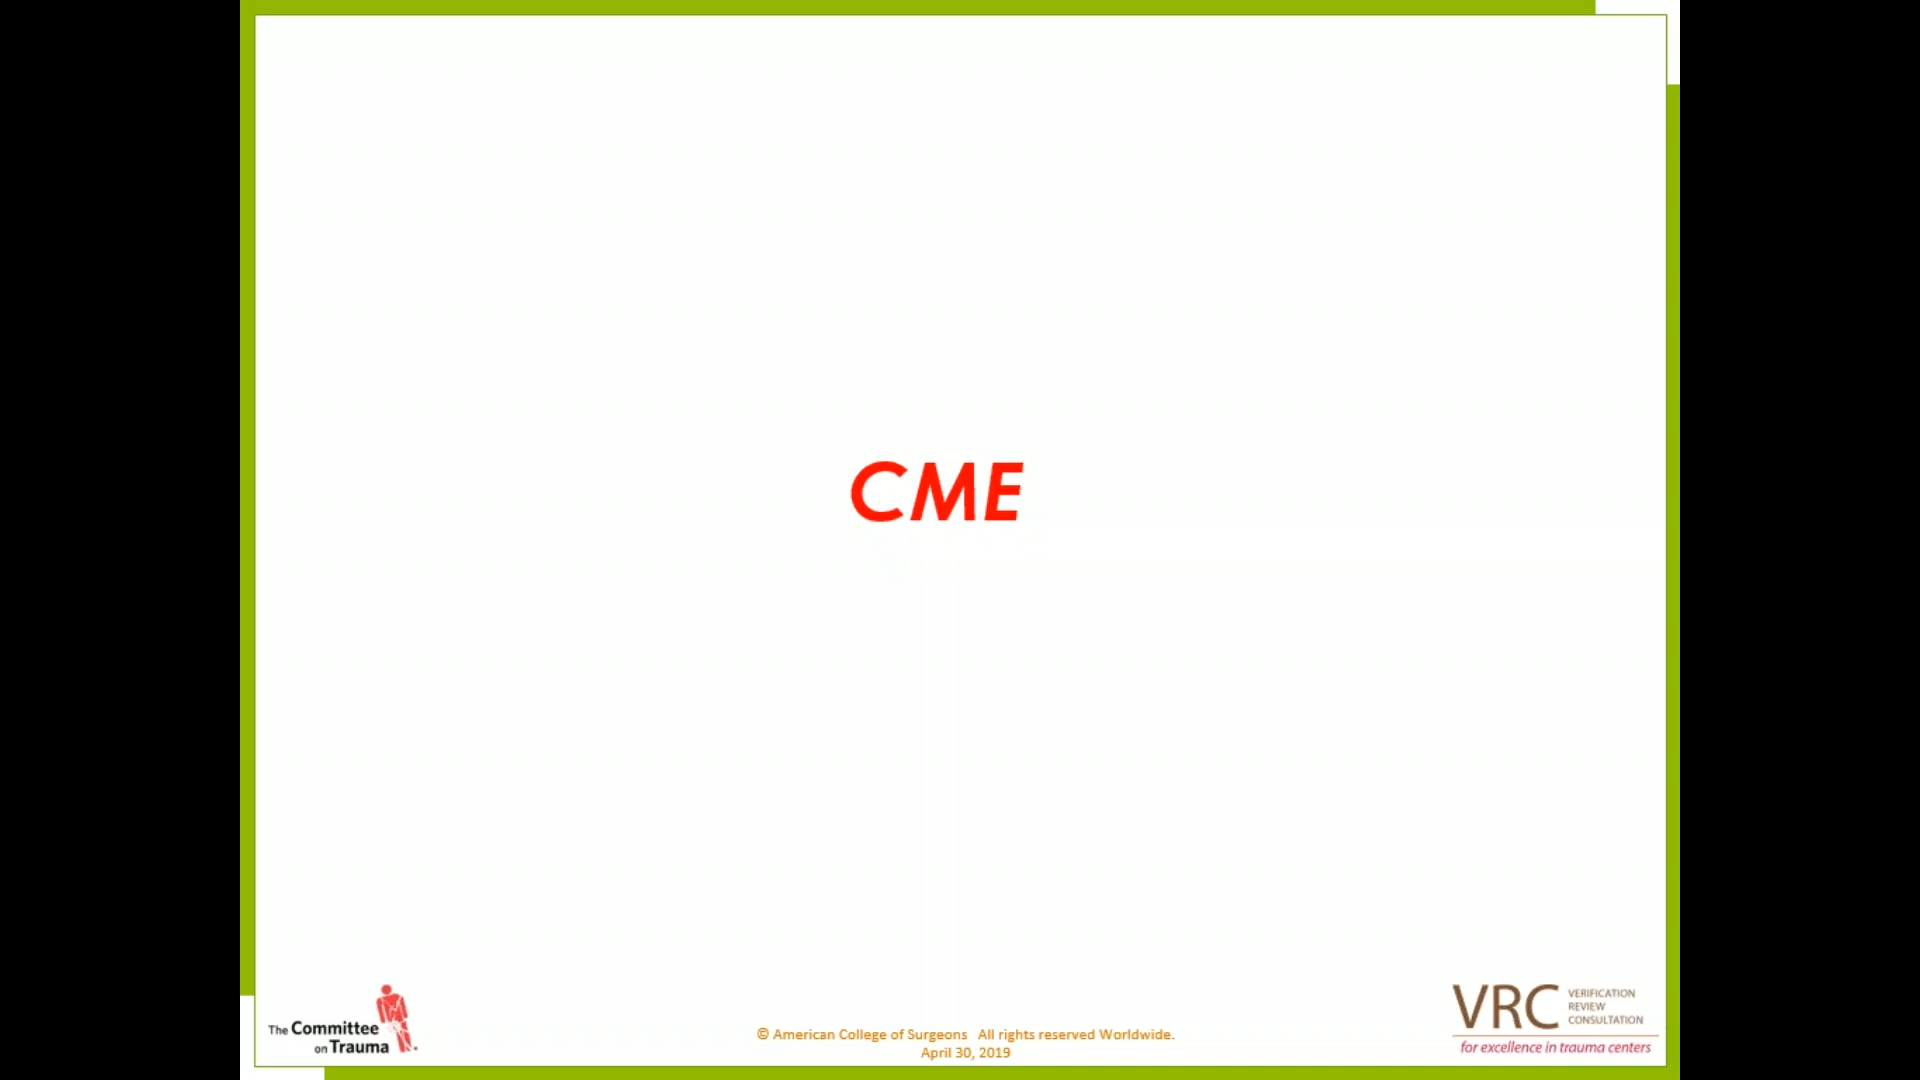 CME
The Committee
on Trauma
© American College of Surgeons All rights reserved Worldwide.
April 30, 2019
VRC
VERIFICATION
REVIEW
CONSULTATION
for excellence in trauma centers